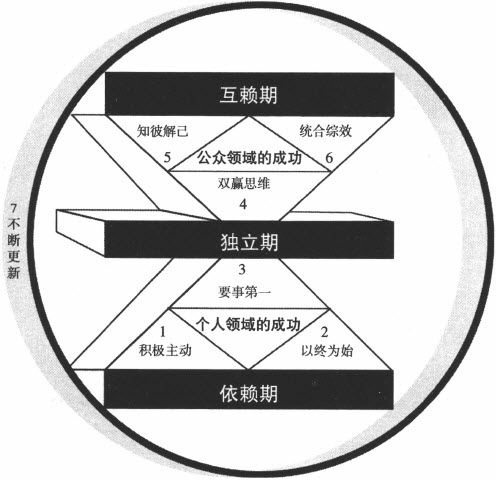 互赖期
知彼解己
统合综效
5
公众领域的成功
6
双赢思维
4
7
不断更新
独立期
3
要事第一
1
个人领域的成功
2
积极主动
以终为始
依赖期